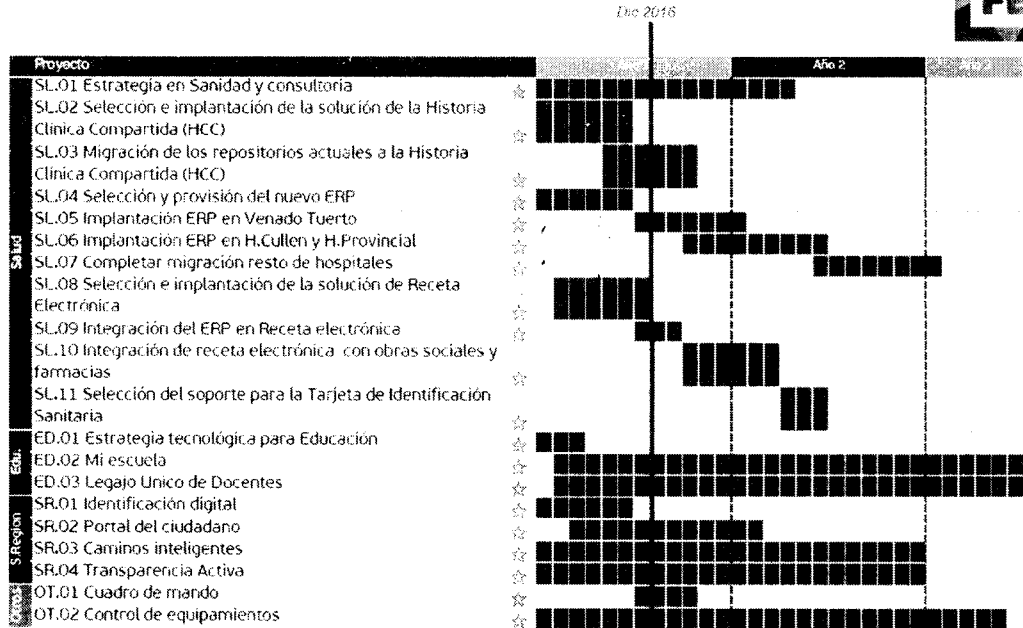 Dic 2016
Proyecto
Año 2
Salud
SL.01 Estrategia en Sanidad y consultoria
SL.02 Selección e implantación de la solución de la Historia
Clínica Compartida (HCC)
SL.03 Migración de los repositorios actuales a la Historia
Clínica Compartida (HCC)
SL.04 Selección y provisión del nuevo ERP
SL.05 Implantación ERP en Venado Tuerto
SL.06 Implantación ERP en H.Cullen y H.Provincial
SL.07 Completar migración resto de hospitales
SL.08 Selección e implantación de la solución de Receta
Electrónica
SL.09 Integración del ERP en Receta electrónica
SL.10 Integración de receta electrónica con obras sociales y
farmacias
SL.11 Selección del soporte para la Tarjeta de Identificación
Sanitaria
Edu.
ED.01 Estrategia tecnológica para Educación
ED.02 Mi escuela
ED.03 Legajo Unico de Docentes
S.Region
SR.01 Identificación digital
SR.02 Portal del ciudadano
SR.03 Caminos inteligentes
SR.04 Transparencia Activa
OT.01 Cuadro de mando
OT.02 Control de equipamientos